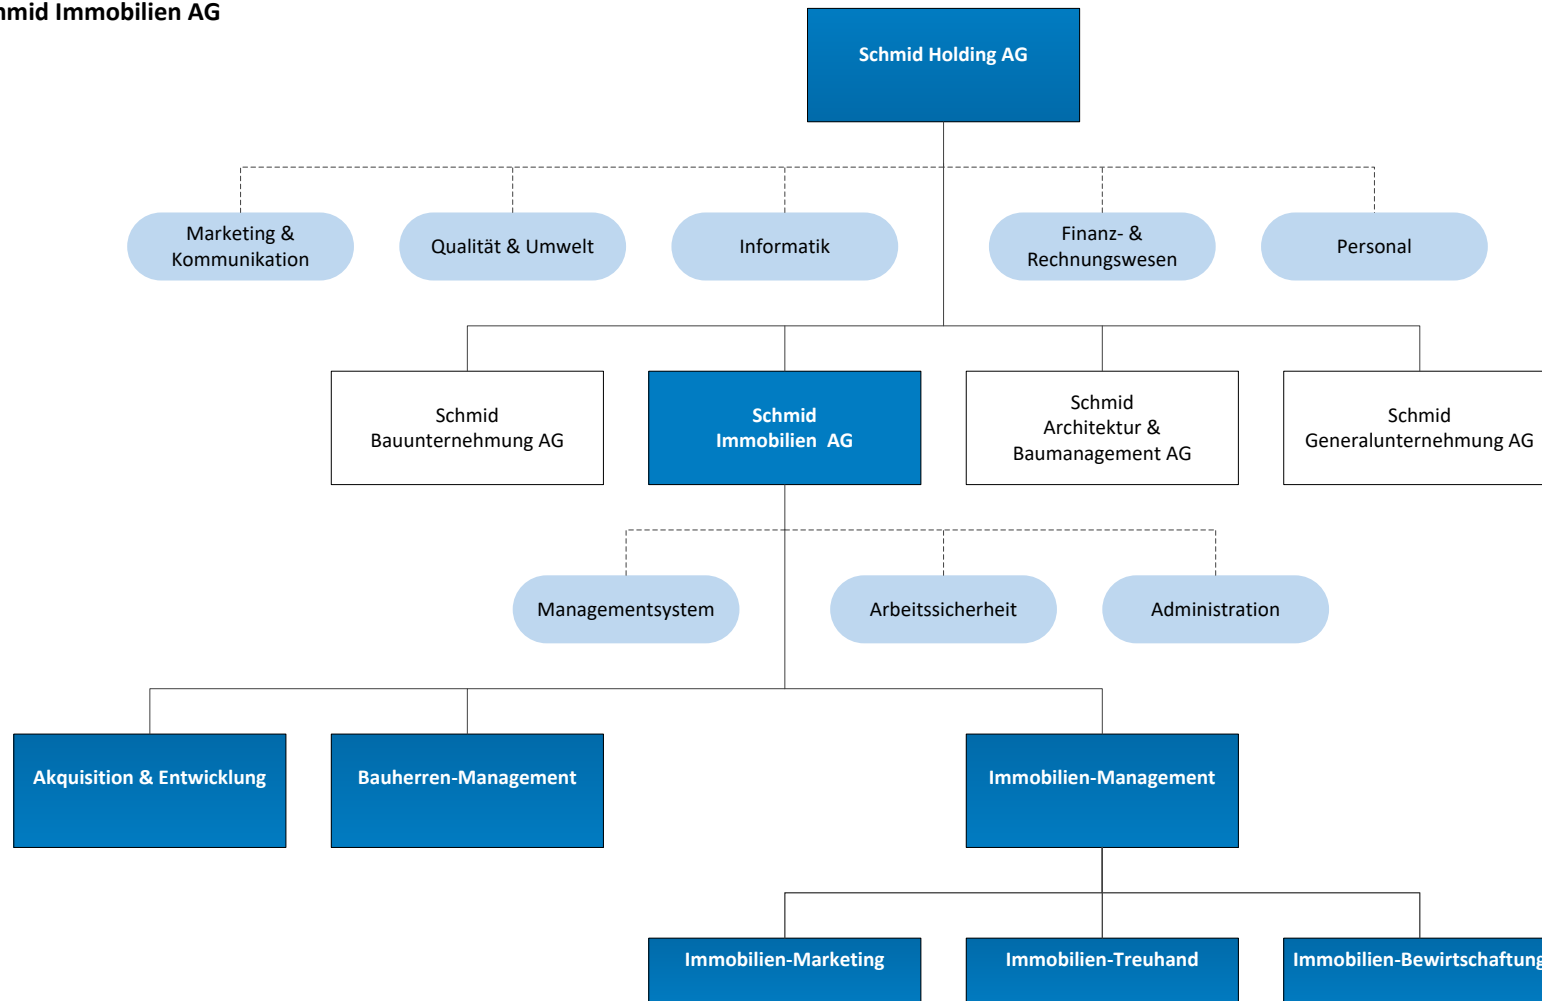 hmid Immobilien AG
Schmid Holding AG
Marketing &
Kommunikation
Qualität & Umwelt
Informatik
Finanz- &
Rechnungswesen
Personal
Schmid
Bauunternehmung AG
Schmid
Immobilien  AG
Schmid
Architektur &
Baumanagement AG
Schmid
Generalunternehmung AG
Managementsystem
Arbeitssicherheit
Administration
Akquisition & Entwicklung
Bauherren-Management
Immobilien-Management
Immobilien-Marketing
Immobilien-Treuhand
Immobilien-Bewirtschaftung